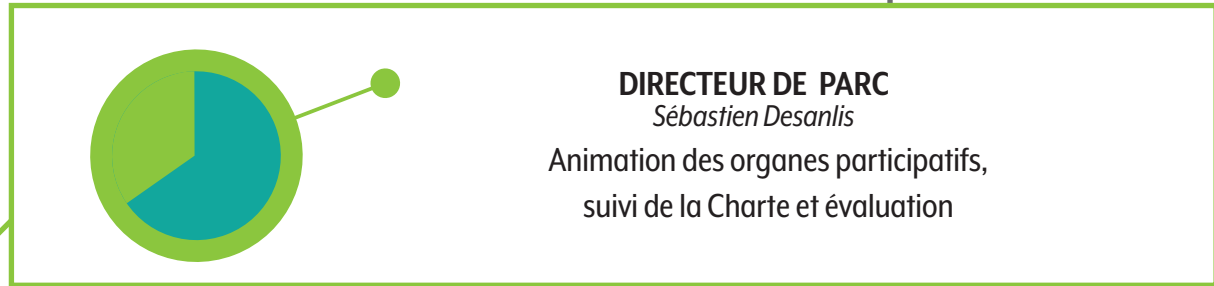 DIRECTEUR DE PARC
Sébastien Desanlis
Animation des organes participatifs,
suivi de la Charte et évaluation